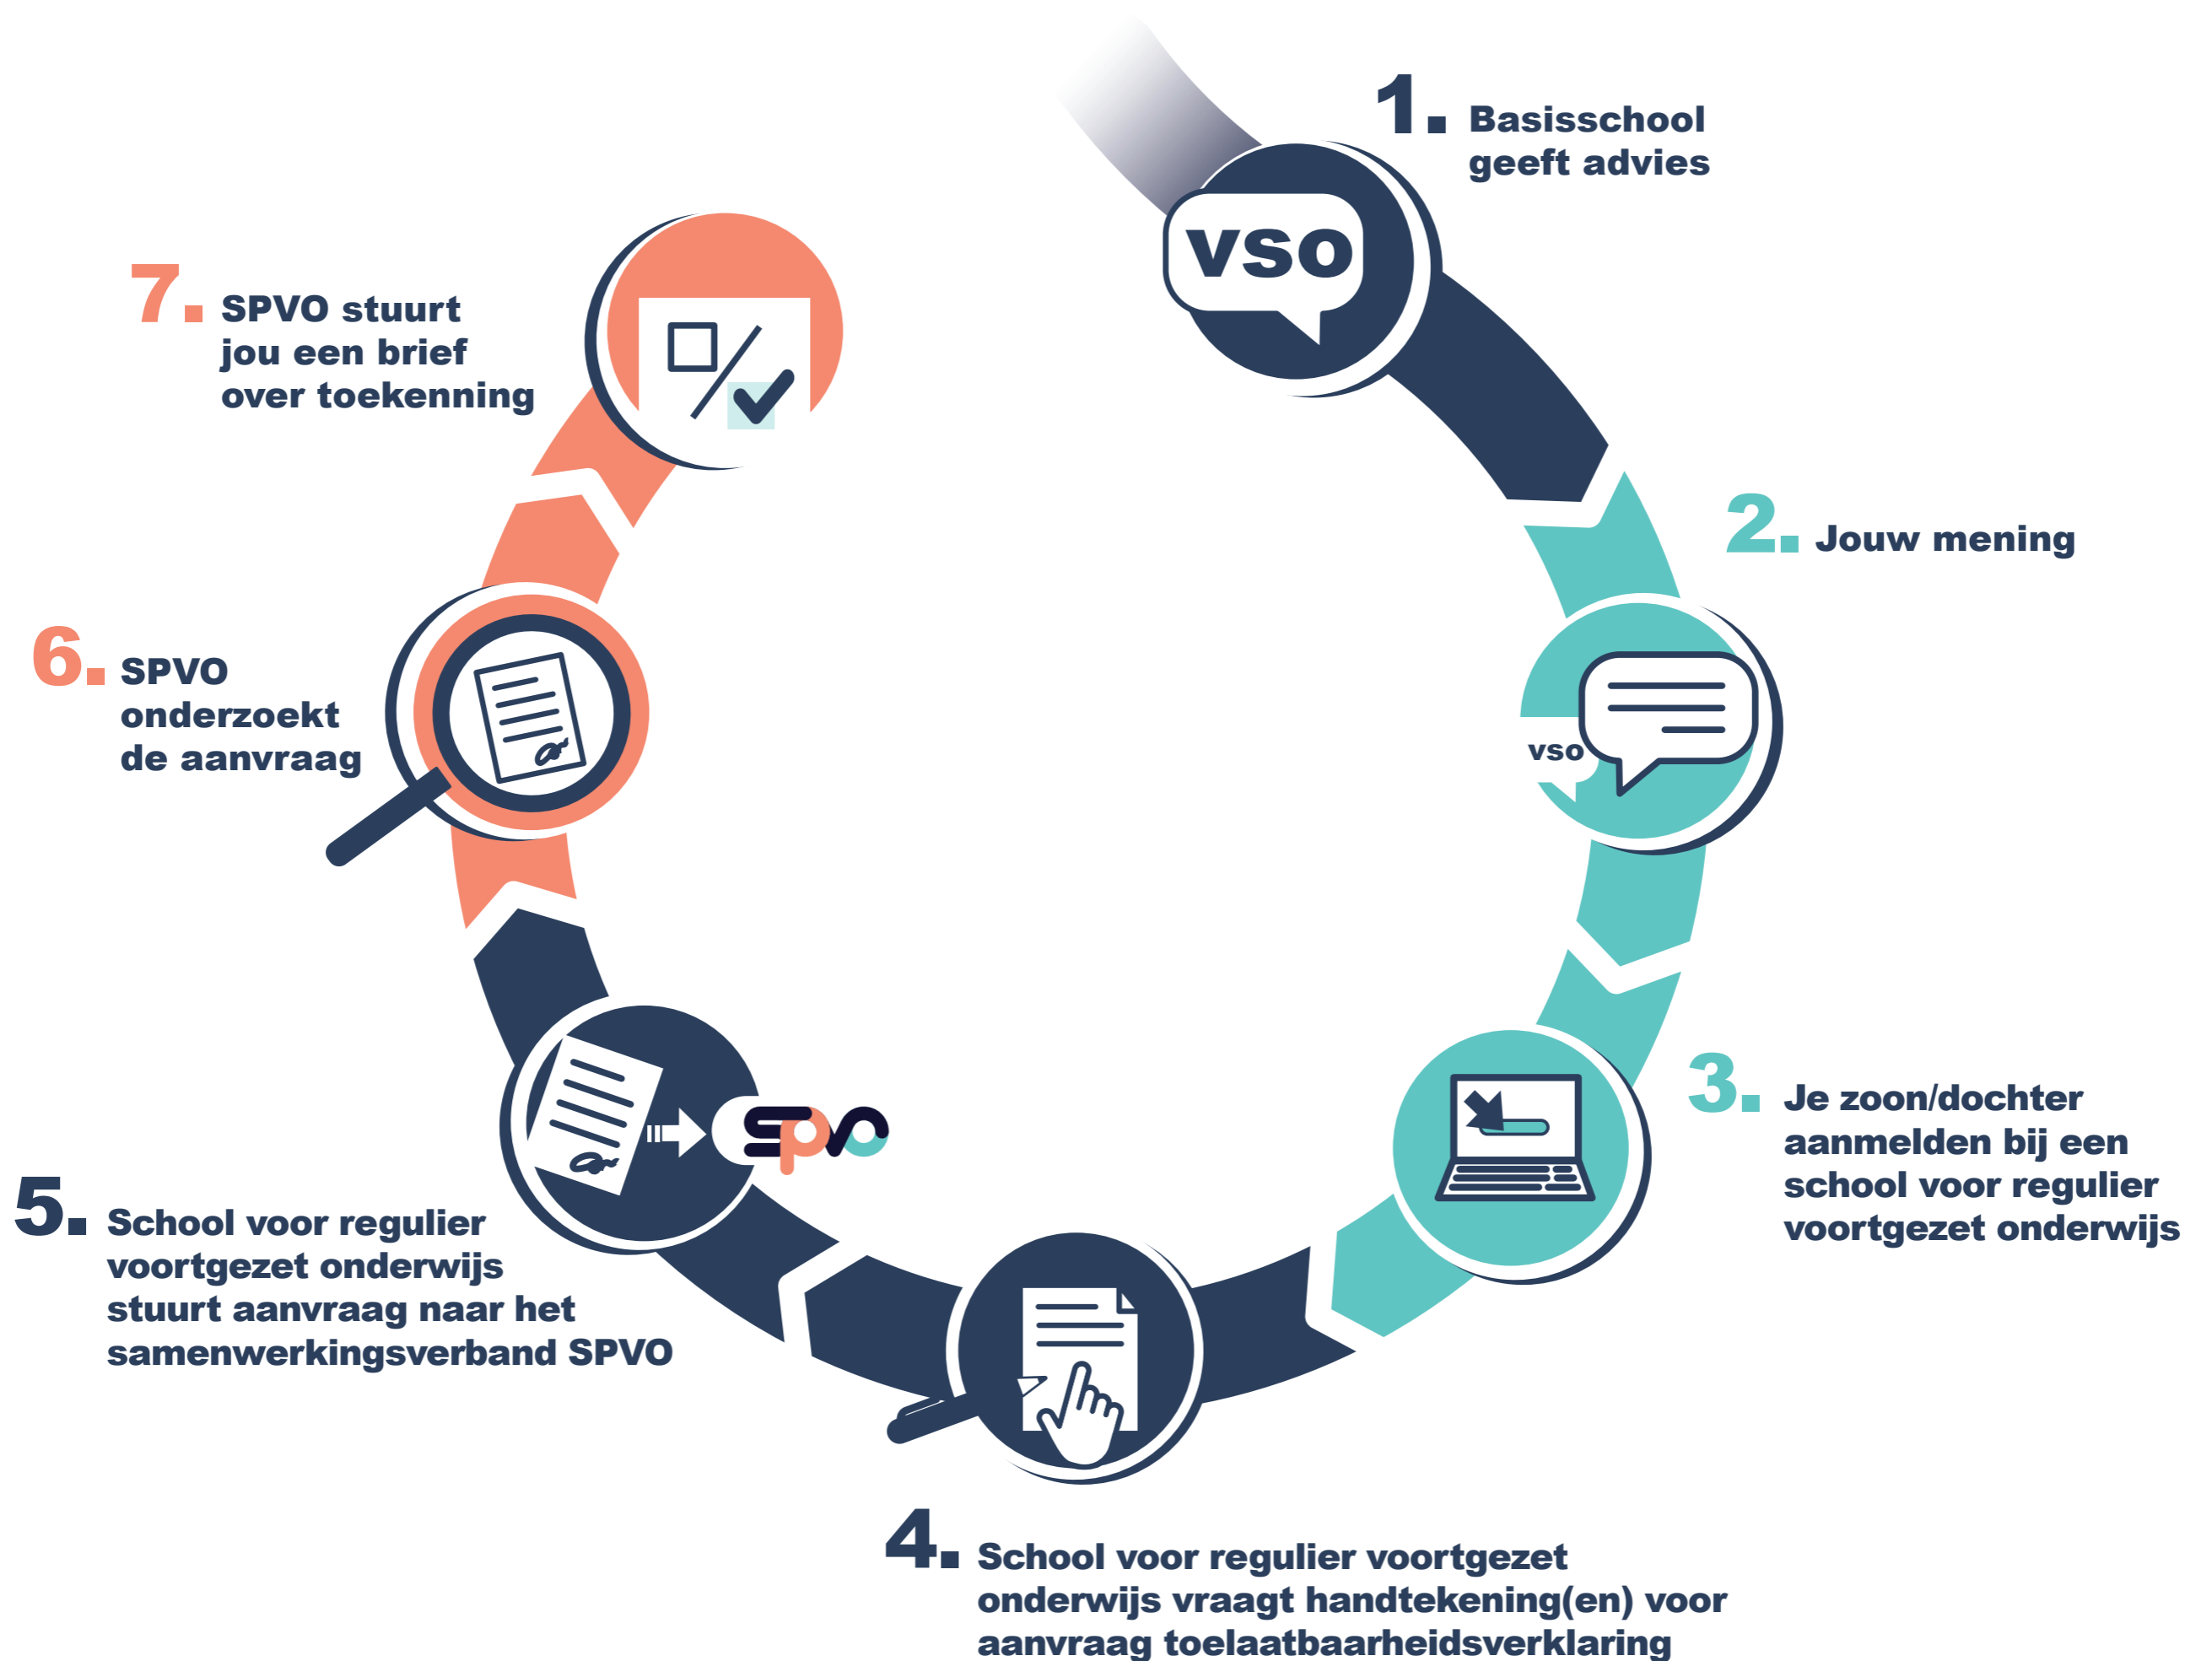 1. Basisschool
geeft advies
vso
2. Jouw mening
vso
3. Je zoon/dochter
aanmelden bij een
school voor regulier
voortgezet onderwijs
4. School voor regulier voortgezet
onderwijs vraagt handtekening(en) voor
aanvraag toelaatbaarheidsverklaring
5. School voor regulier
voortgezet onderwijs
stuurt aanvraag naar het
samenwerkingsverband SPVO
spvo
6. SPVO
onderzoekt
de aanvraag
7. SPVO stuurt
jou een brief
over toekenning